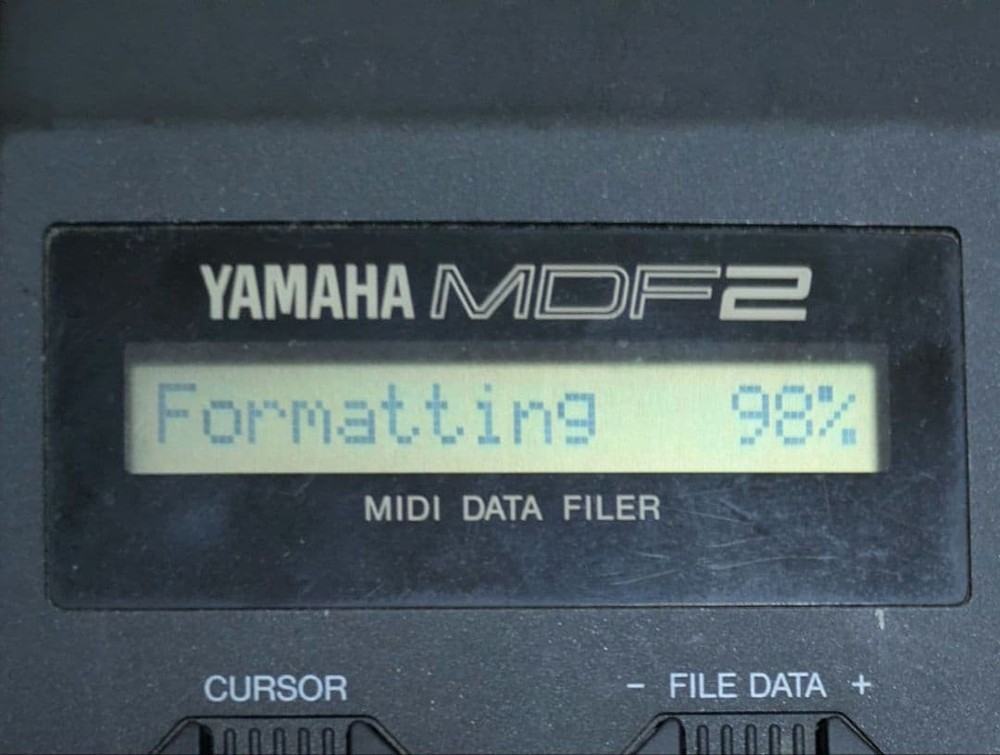 YAMAHA MDF2
Formatting 98%
MIDI DATA FILER
CURSOR - FILE DATA +